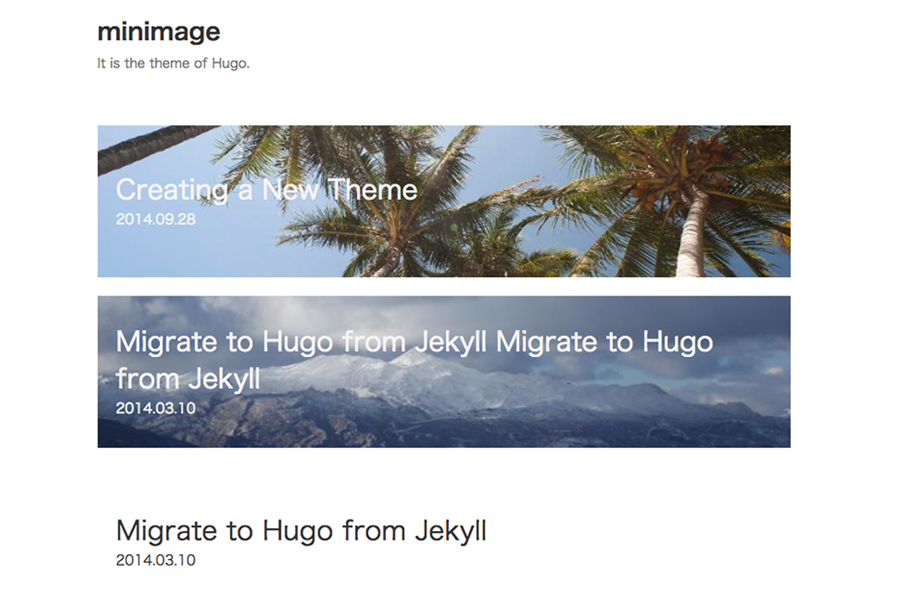 minimage
It is the theme of Hugo.
Creating a New Theme
2014.09.28
Migrate to Hugo from Jekyll Migrate to Hugo
from Jekyll
2014.03.10
Migrate to Hugo from Jekyll
2014.03.10